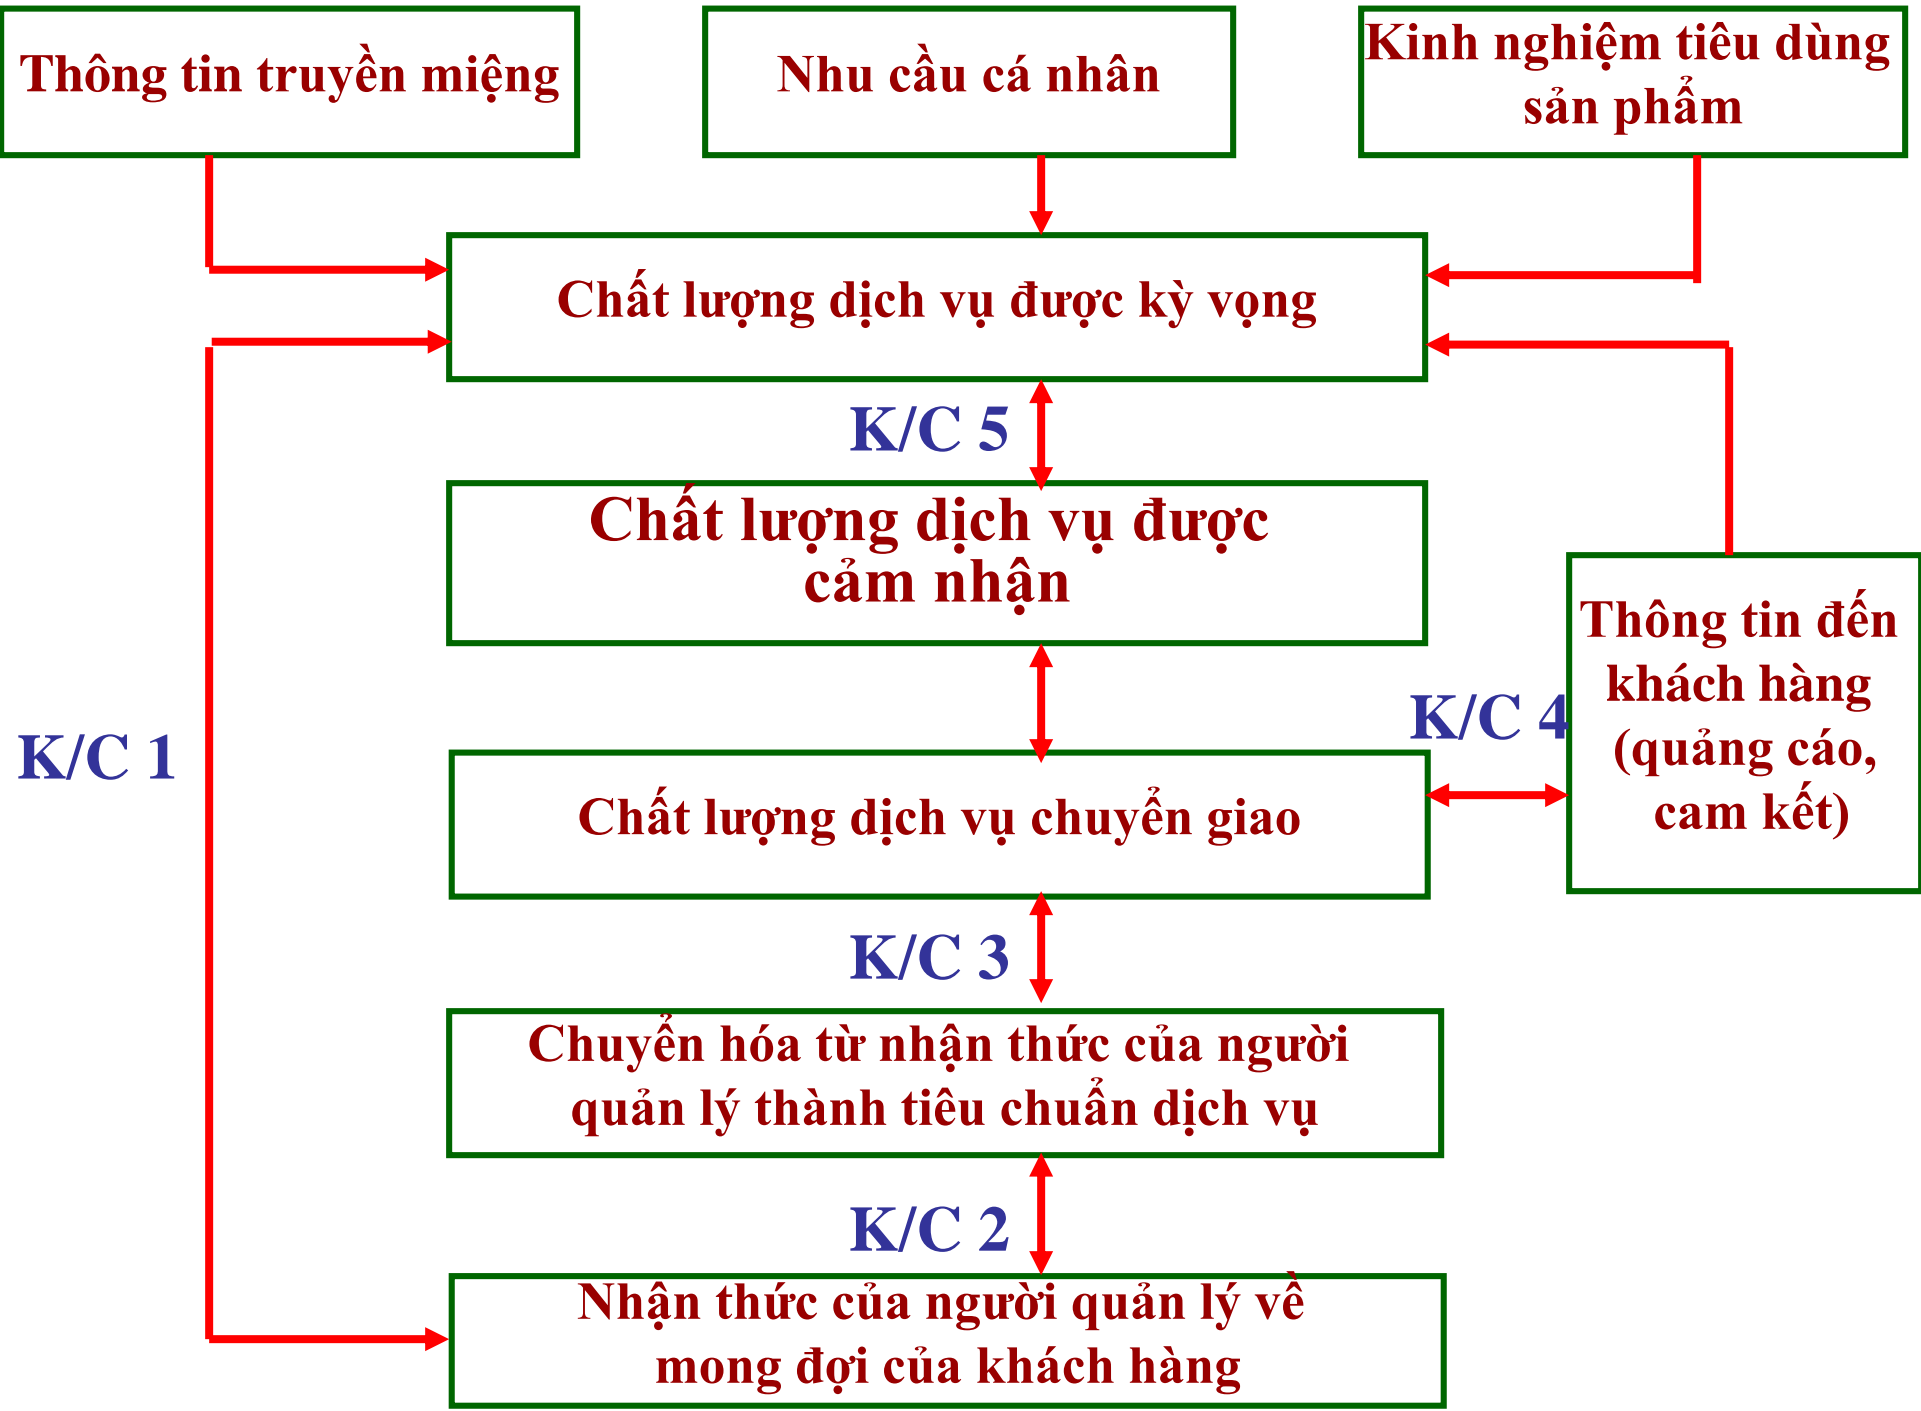 Thông tin truyền miệng
Nhu cầu cá nhân
Kinh nghiệm tiêu dùng
sản phẩm
Chất lượng dịch vụ được kỳ vọng
K/C 5
Chất lượng dịch vụ được
cảm nhận
Thông tin đến
khách hàng
(quảng cáo,
cam kết)
K/C 4
K/C 1
Chất lượng dịch vụ chuyển giao
K/C 3
Chuyển hóa từ nhận thức của người
quản lý thành tiêu chuẩn dịch vụ
K/C 2
Nhận thức của người quản lý về
mong đợi của khách hàng